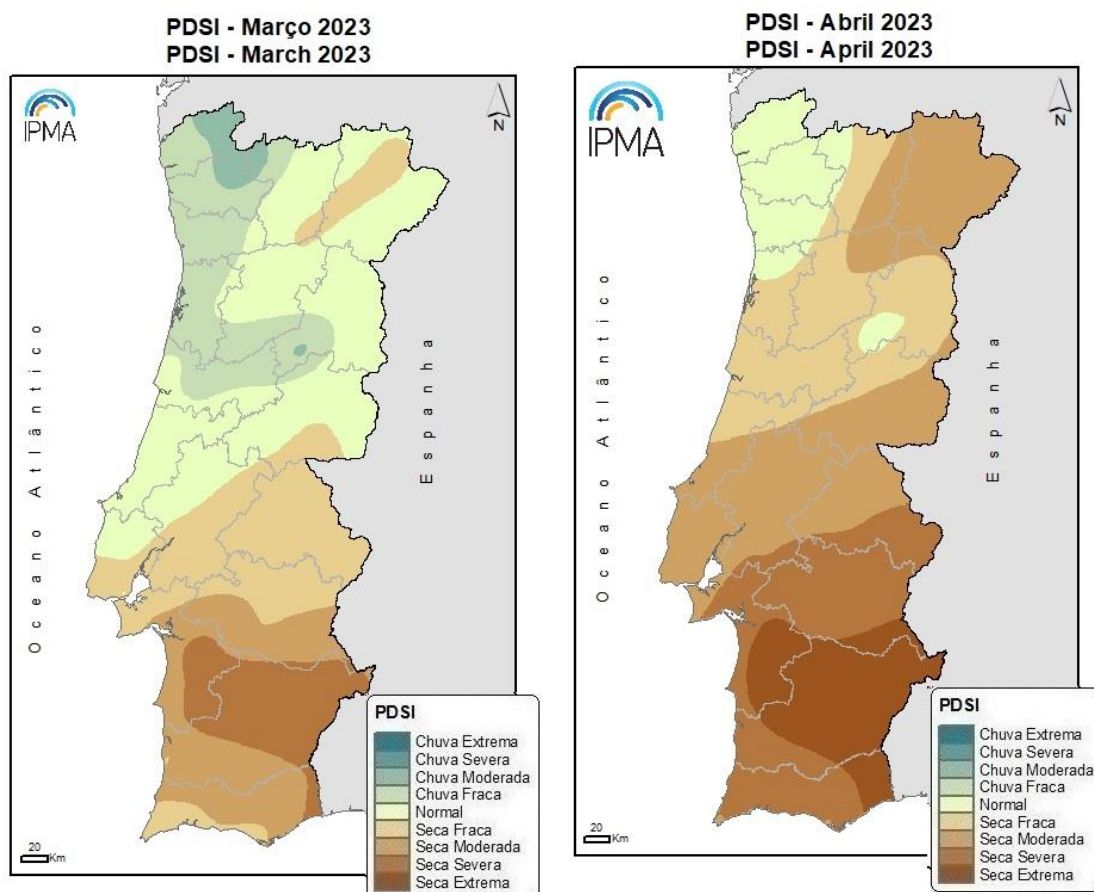 PDSI - Março 2023
PDSI - March 2023
IPMA
N
Oceano Atlântico
Espanha
PDSI
Chuva Extrema
Chuva Severa
Chuva Moderada
Chuva Fraca
Normal
Seca Fraca
Seca Moderada
Seca Severa
Seca Extrema
20
Km
PDSI - Abril 2023
PDSI - April 2023
IPMA
N
Oceano Atlântico
Espanha
PDSI
Chuva Extrema
Chuva Severa
Chuva Moderada
Chuva Fraca
Normal
Seca Fraca
Seca Moderada
Seca Severa
Seca Extrema
20
Km